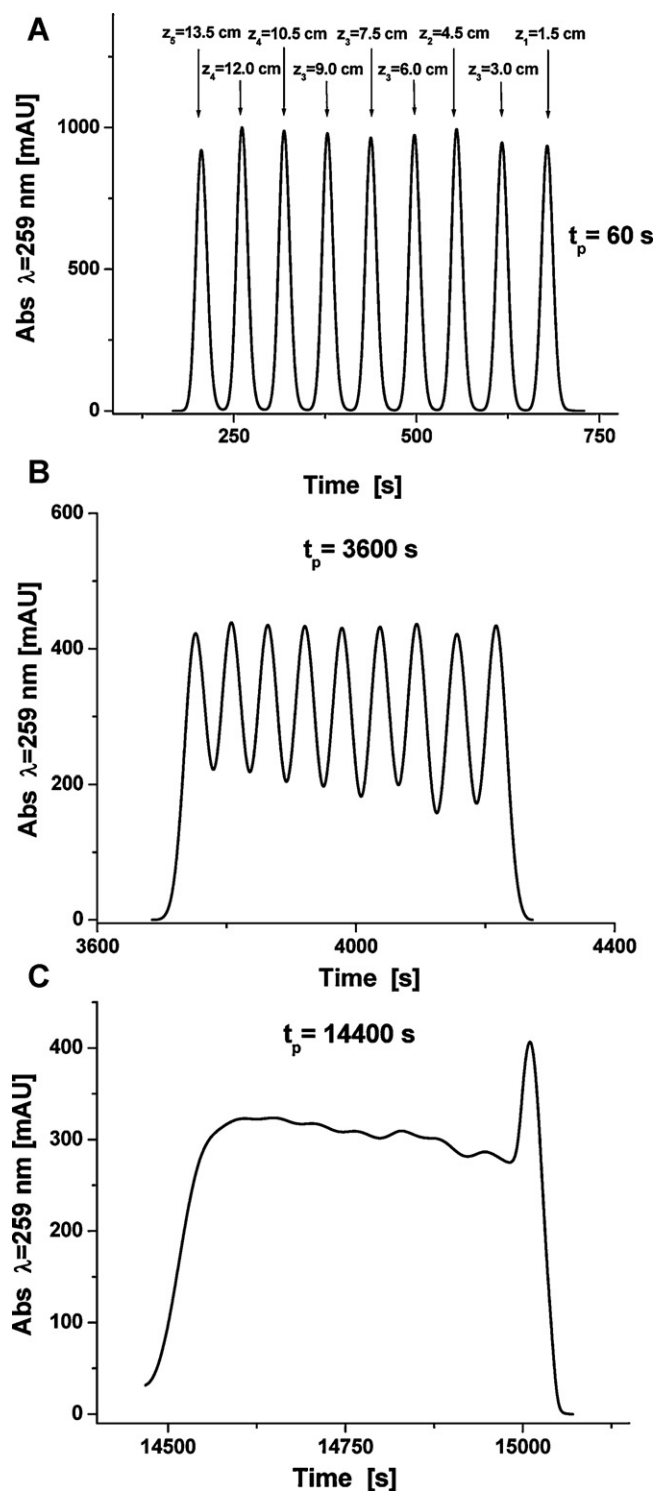 A
z5=13.5 cm z4=10.5 cm z3=7.5 cm z2=4.5 cm z1=1.5 cm
z4=12.0 cm z3=9.0 cm z3=6.0 cm z3=3.0 cm
1000
500
0
Abs λ=259 nm [mAU]
tp= 60 s
250 500 750
Time [s]
B
600
400
200
0
Abs λ=259 nm [mAU]
tp= 3600 s
3600 4000 4400
Time [s]
C
400
300
200
100
0
Abs λ=259 nm [mAU]
tp= 14400 s
14500 14750 15000
Time [s]